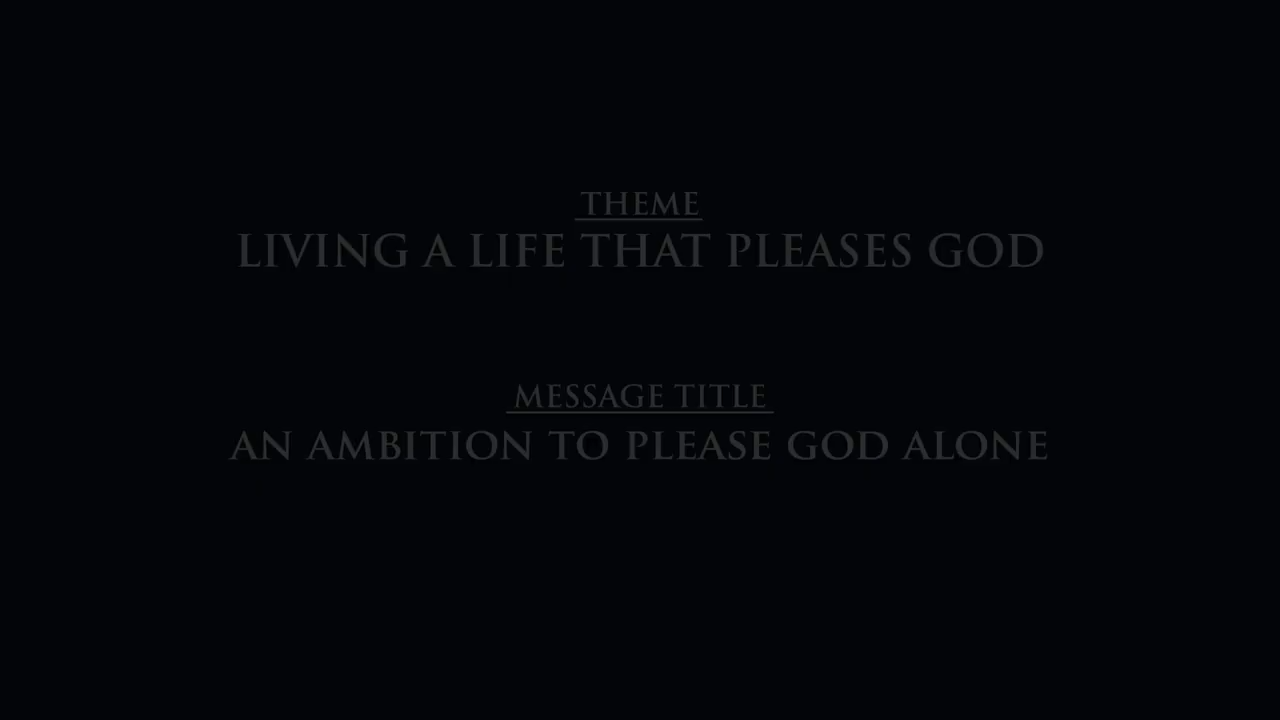 THEME
LIVING A LIFE THAT PLEASES GOD
MESSAGE TITLE
AN AMBITION TO PLEASE GOD ALONE